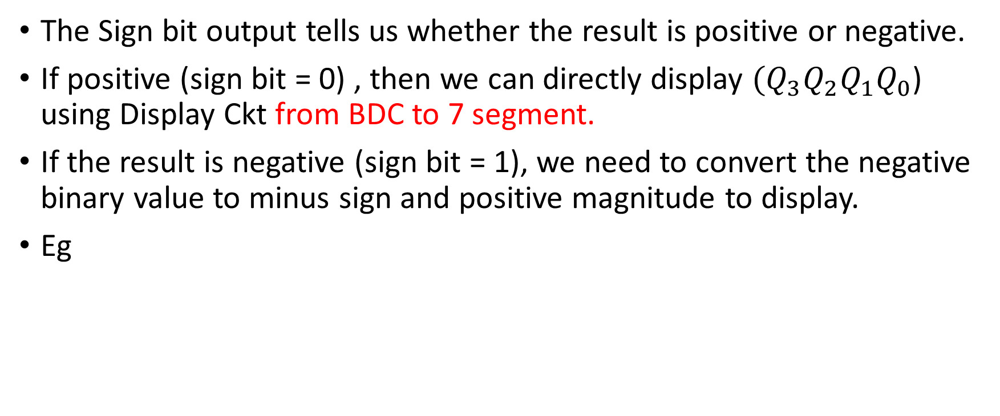 • The Sign bit output tells us whether the result is positive or negative.
• If positive (sign bit = 0) , then we can directly display (𝑄₃𝑄₂𝑄₁𝑄₀)
using Display Ckt from BDC to 7 segment.
• If the result is negative (sign bit = 1), we need to convert the negative
binary value to minus sign and positive magnitude to display.
• Eg